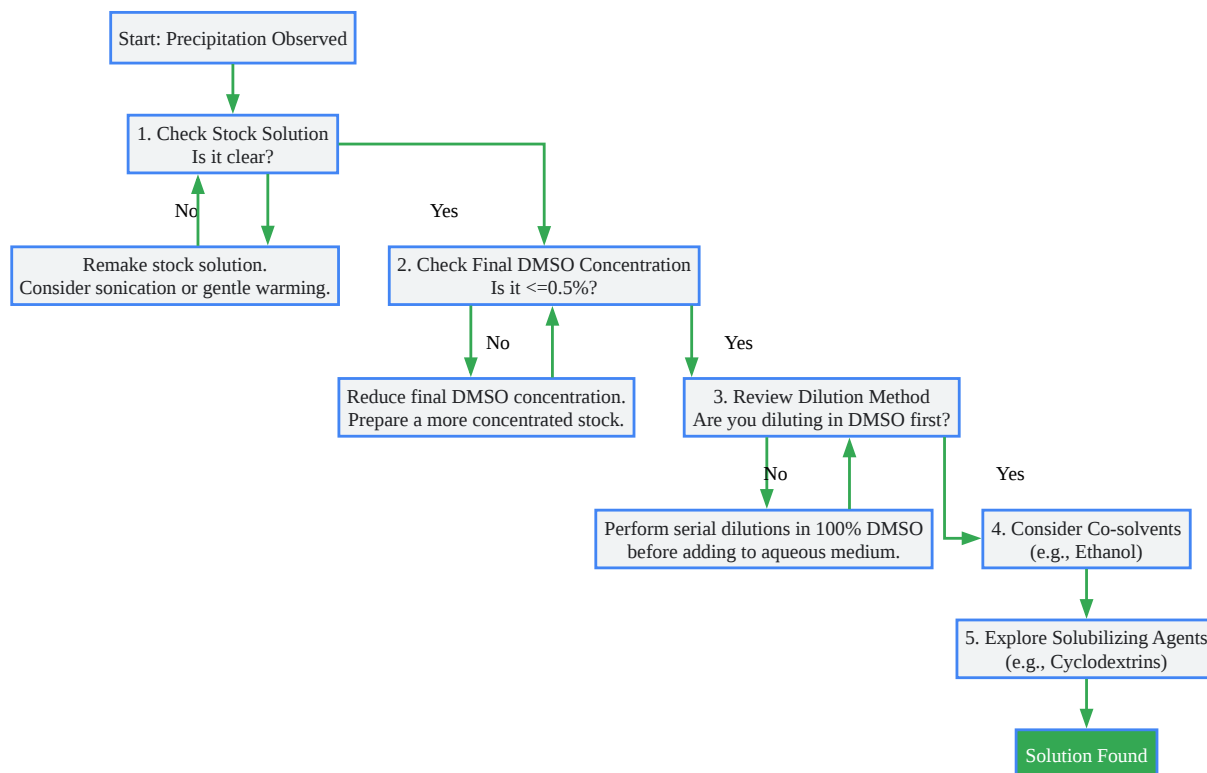 Start: Precipitation Observed
1. Check Stock Solution
Is it clear?
No
Yes
Remake stock solution.
Consider sonication or gentle warming.
2. Check Final DMSO Concentration
Is it <=0.5%?
No
Yes
Reduce final DMSO concentration.
Prepare a more concentrated stock.
3. Review Dilution Method
Are you diluting in DMSO first?
No
Yes
Perform serial dilutions in 100% DMSO
before adding to aqueous medium.
4. Consider Co-solvents
(e.g., Ethanol)
5. Explore Solubilizing Agents
(e.g., Cyclodextrins)
Solution Found